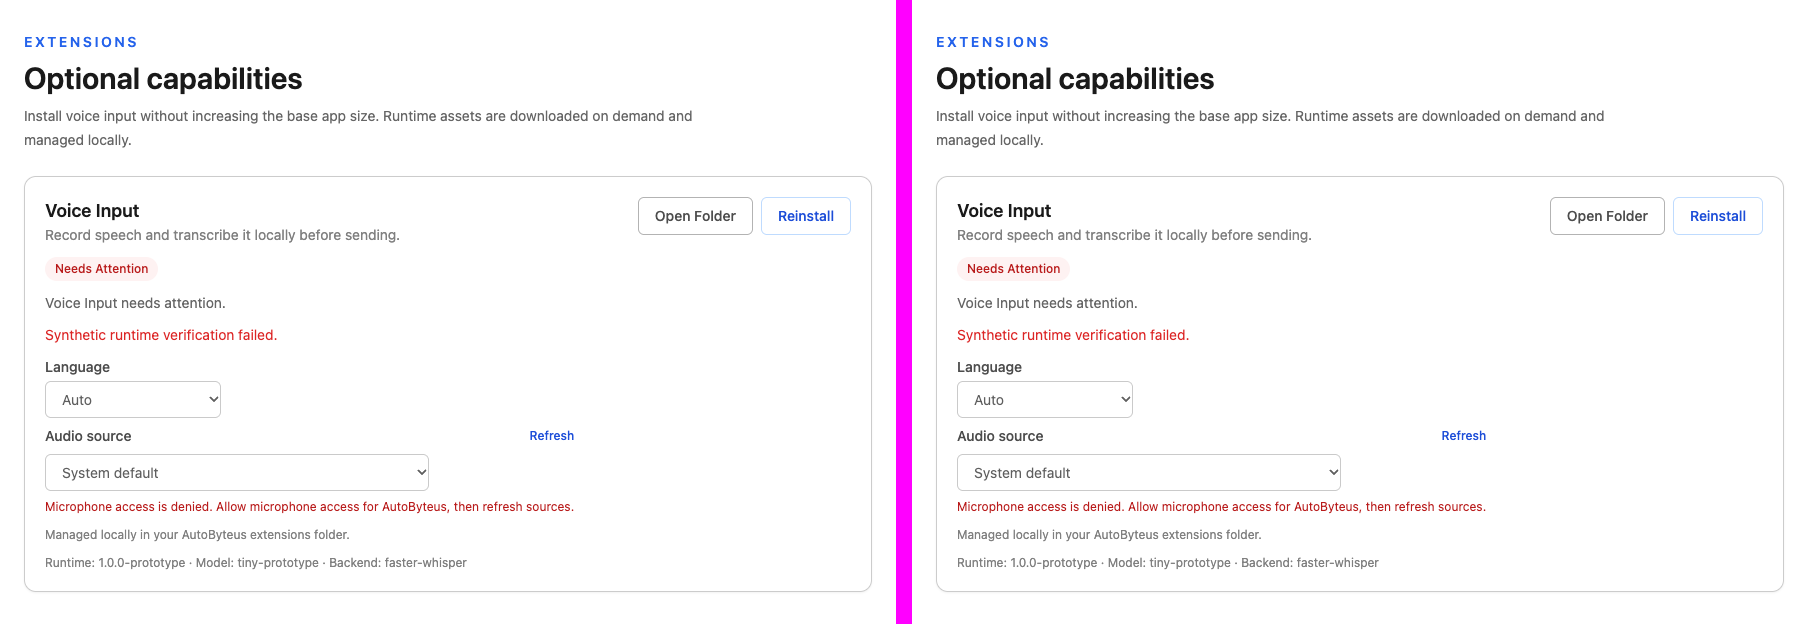 EXTENSIONS
Optional capabilities
Install voice input without increasing the base app size. Runtime assets are downloaded on demand and
managed locally.
Voice Input
Open Folder
Reinstall
Record speech and transcribe it locally before sending.
Needs Attention
Voice Input needs attention.
Synthetic runtime verification failed.
Language
Auto
Audio source
Refresh
System default
Microphone access is denied. Allow microphone access for AutoByteus, then refresh sources.
Managed locally in your AutoByteus extensions folder.
Runtime: 1.0.0-prototype · Model: tiny-prototype · Backend: faster-whisper
EXTENSIONS
Optional capabilities
Install voice input without increasing the base app size. Runtime assets are downloaded on demand and
managed locally.
Voice Input
Open Folder
Reinstall
Record speech and transcribe it locally before sending.
Needs Attention
Voice Input needs attention.
Synthetic runtime verification failed.
Language
Auto
Audio source
Refresh
System default
Microphone access is denied. Allow microphone access for AutoByteus, then refresh sources.
Managed locally in your AutoByteus extensions folder.
Runtime: 1.0.0-prototype · Model: tiny-prototype · Backend: faster-whisper